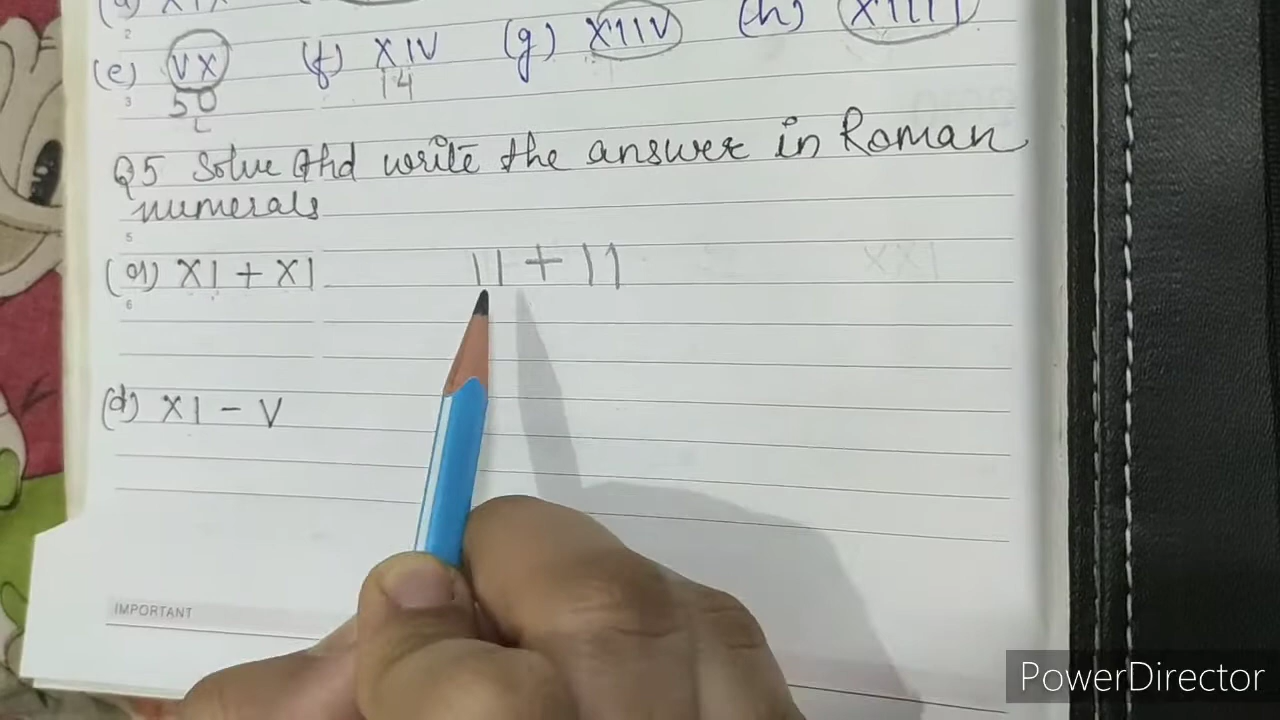 (e) VX (f) XIV (g) XIIV (h) XIIII
50 14
L
Q5 Solve And write the answer in Roman
numerals
(a) XI + XI 11 + 11
(d) XI - V
IMPORTANT
PowerDirector